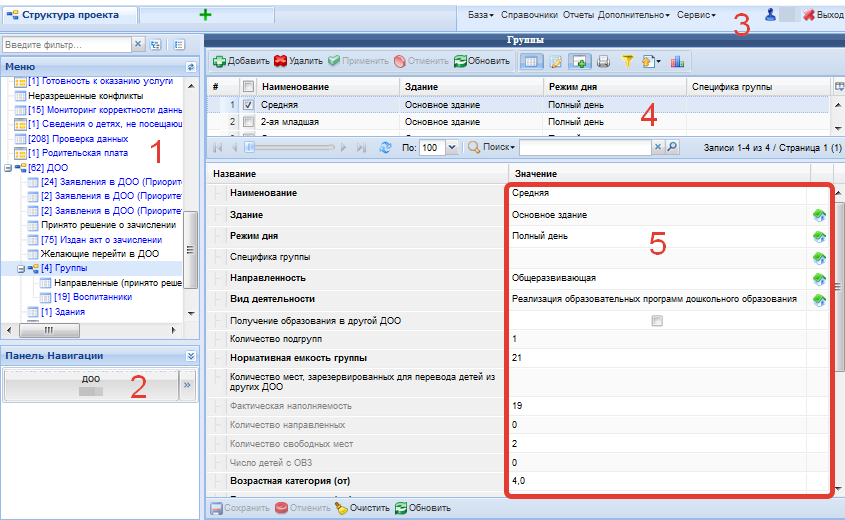 Структура проекта
База Справочники Отчеты Дополнительно Сервис 3 Выход
Введите фильтр...
Меню
[1] Готовность к оказанию услуги
Неразрешенные конфликты
[15] Мониторинг корректности данны
[1] Сведения о детях, не посещающ
[208] Проверка данных
1
[1] Родительская плата
[62] ДОО
[24] Заявления в ДОО (Приорите
[2] Заявления в ДОО (Приоритет
[2] Заявления в ДОО (Приорите
Принято решение о зачислении
[75] Издан акт о зачислении
Желающие перейти в ДОО
[4] Группы
Направленные (принято реше
[19] Воспитанники
[1] Здания
Панель Навигации
ДОО
2
Группы
Добавить Удалить Применить Отменить Обновить
# Наименование Здание Режим дня Специфика группы
1 Средняя Основное здание Полный день
2 2-ая младшая Основное здание Полный день
4
По: 100 Поиск Записи 1-4 из 4 / Страница 1 (1)
Название Значение
Наименование Средняя
Здание Основное здание
Режим дня Полный день
5
Специфика группы
Направленность Общеразвивающая
Вид деятельности Реализация образовательных программ дошкольного образования
Получение образования в другой ДОО
Количество подгрупп 1
Нормативная емкость группы 21
Количество мест, зарезервированных для перевода детей из
других ДОО
Фактическая наполняемость 19
Количество направленных 0
Количество свободных мест 2
Число детей с ОВЗ 0
Возрастная категория (от) 4,0
Сохранить Отменить Очистить Обновить